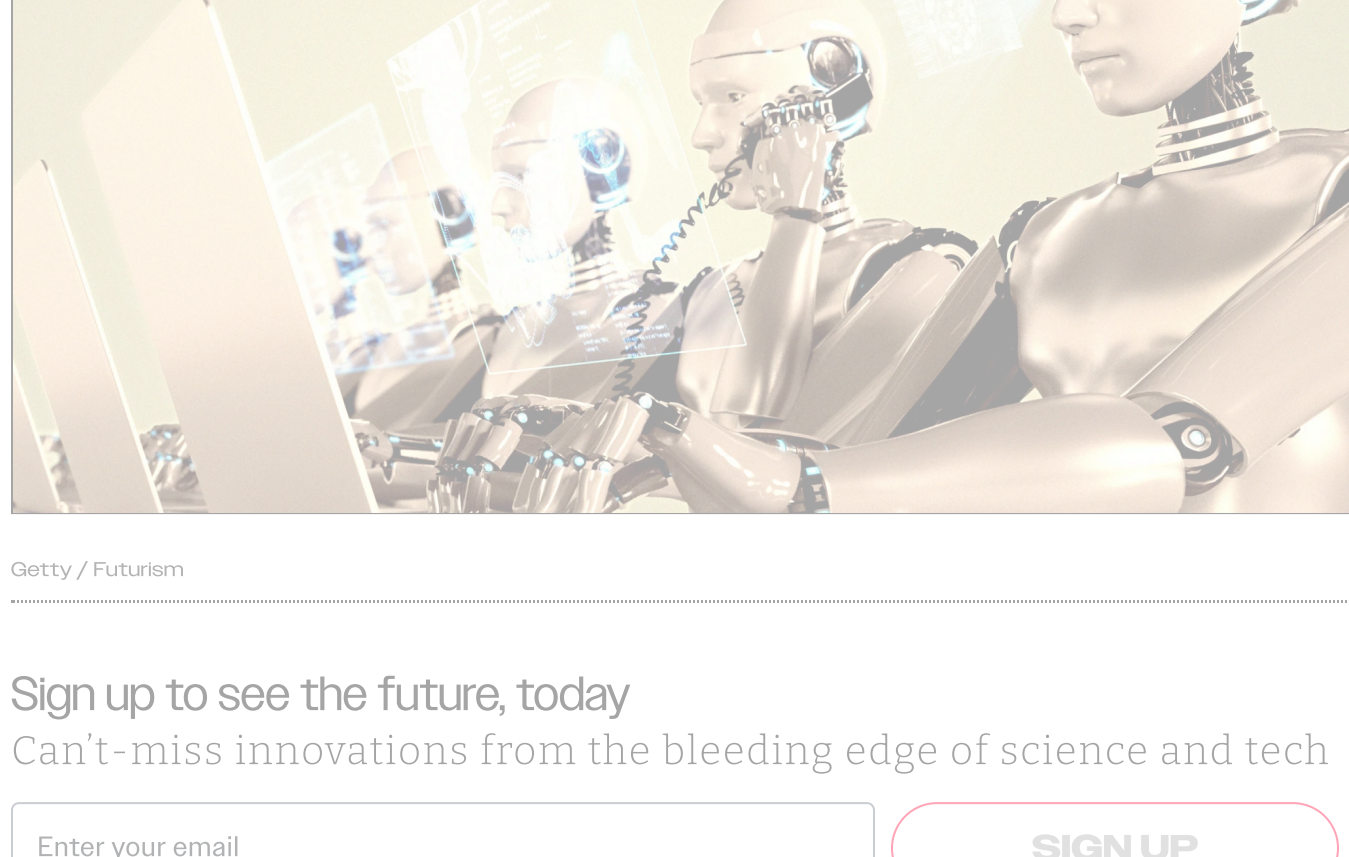 Getty / Futurism
Sign up to see the future, today
Can’t-miss innovations from the bleeding edge of science and tech
Enter your email
SIGN UP